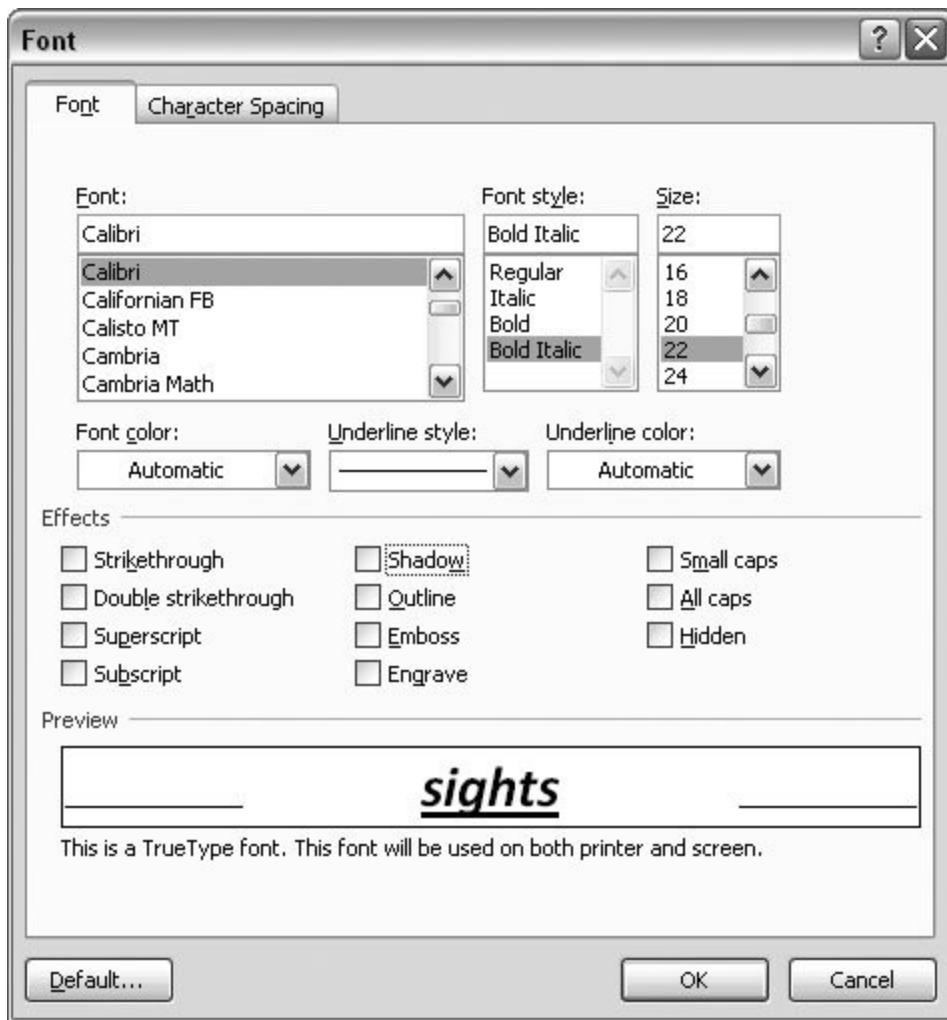 Font
Font Character Spacing
Font: Font style: Size:
Calibri Bold Italic 22
Calibri Regular 16
Californian FB Italic 18
Calisto MT Bold 20
Cambria Bold Italic 22
Cambria Math 24
Font color: Underline style: Underline color:
Automatic Automatic
Effects
Strikethrough Shadow Small caps
Double strikethrough Outline All caps
Superscript Emboss Hidden
Subscript Engrave
Preview
sights
This is a TrueType font. This font will be used on both printer and screen.
Default... OK Cancel